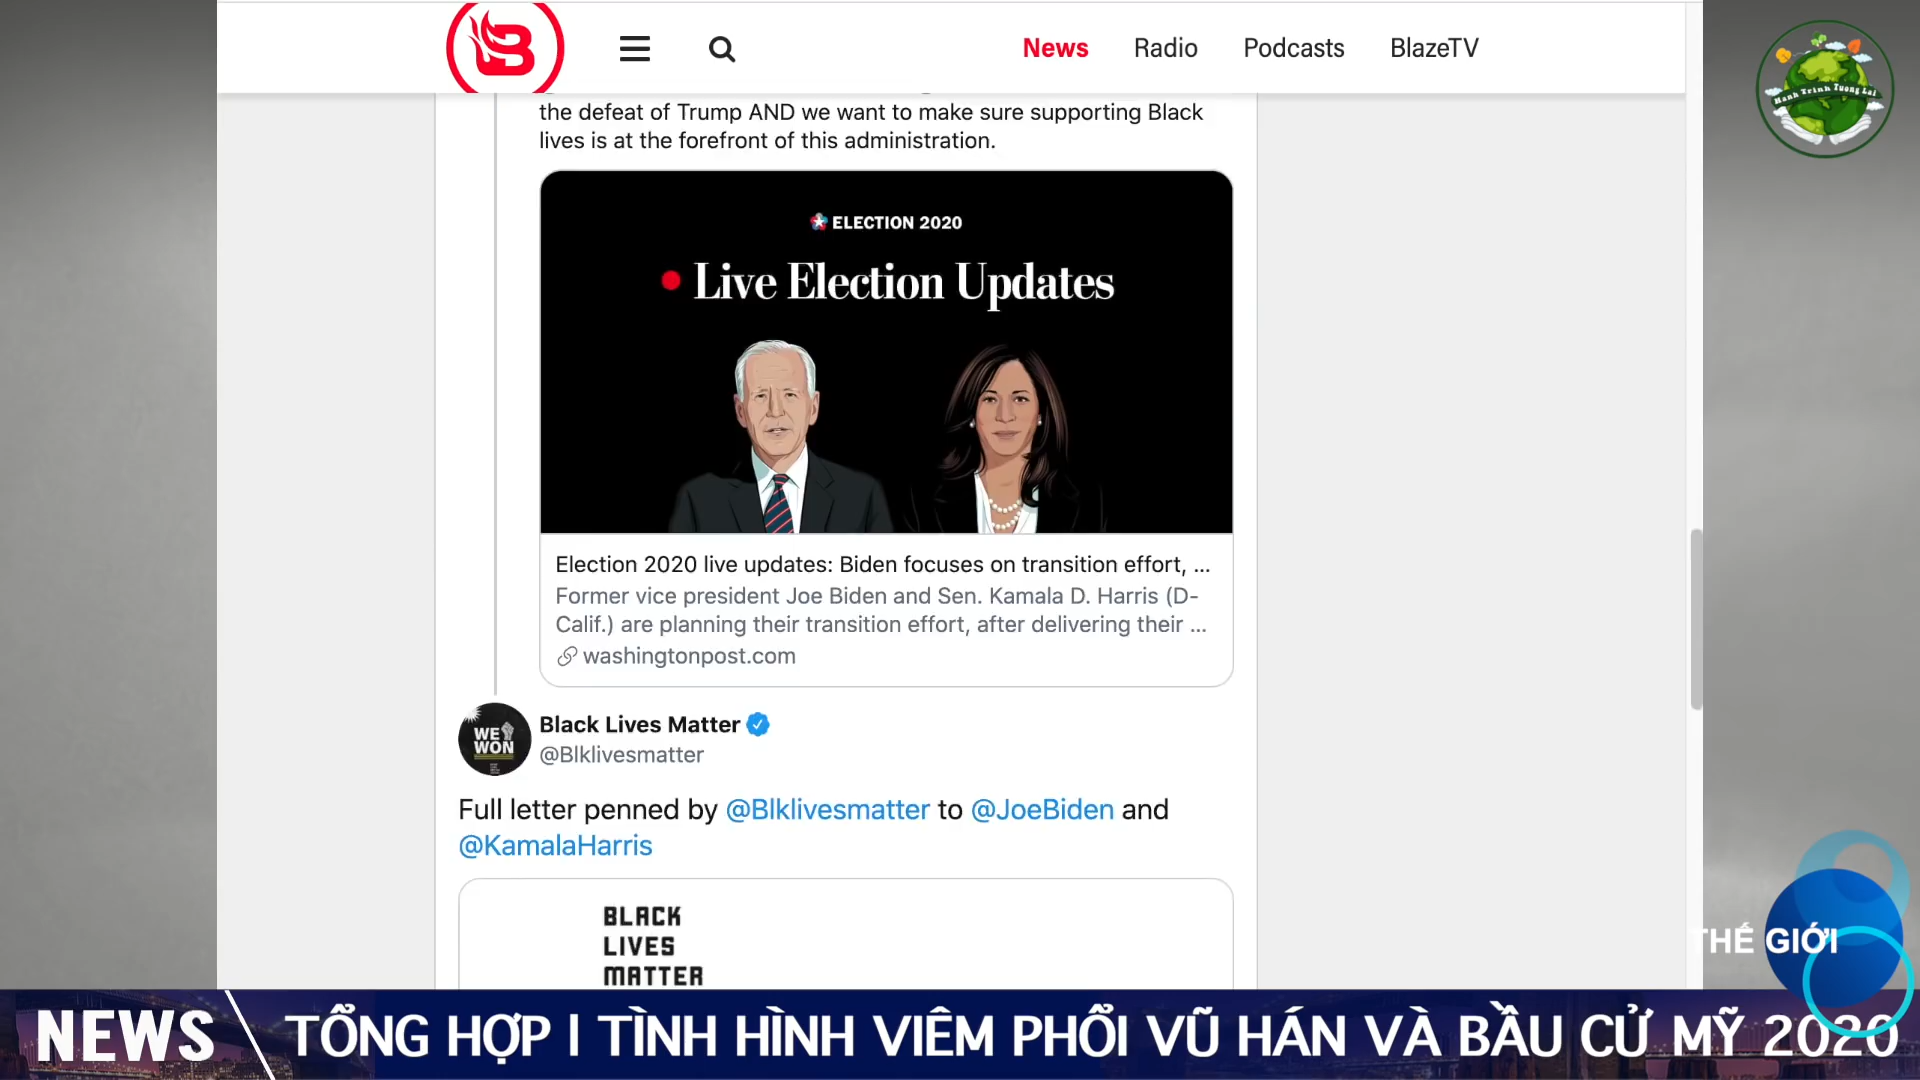 News Radio Podcasts BlazeTV
Hành Trình Tương Lai
the defeat of Trump AND we want to make sure supporting Black
lives is at the forefront of this administration.
ELECTION 2020
Live Election Updates
Election 2020 live updates: Biden focuses on transition effort, ...
Former vice president Joe Biden and Sen. Kamala D. Harris (D-
Calif.) are planning their transition effort, after delivering their ...
washingtonpost.com
WE
WON
Black Lives Matter
@Blklivesmatter
Full letter penned by @Blklivesmatter to @JoeBiden and
@KamalaHarris
BLACK
LIVES
MATTER
THẾ GIỚI
NEWS
TỔNG HỢP | TÌNH HÌNH VIÊM PHỔI VŨ HÁN VÀ BẦU CỬ MỸ 2020